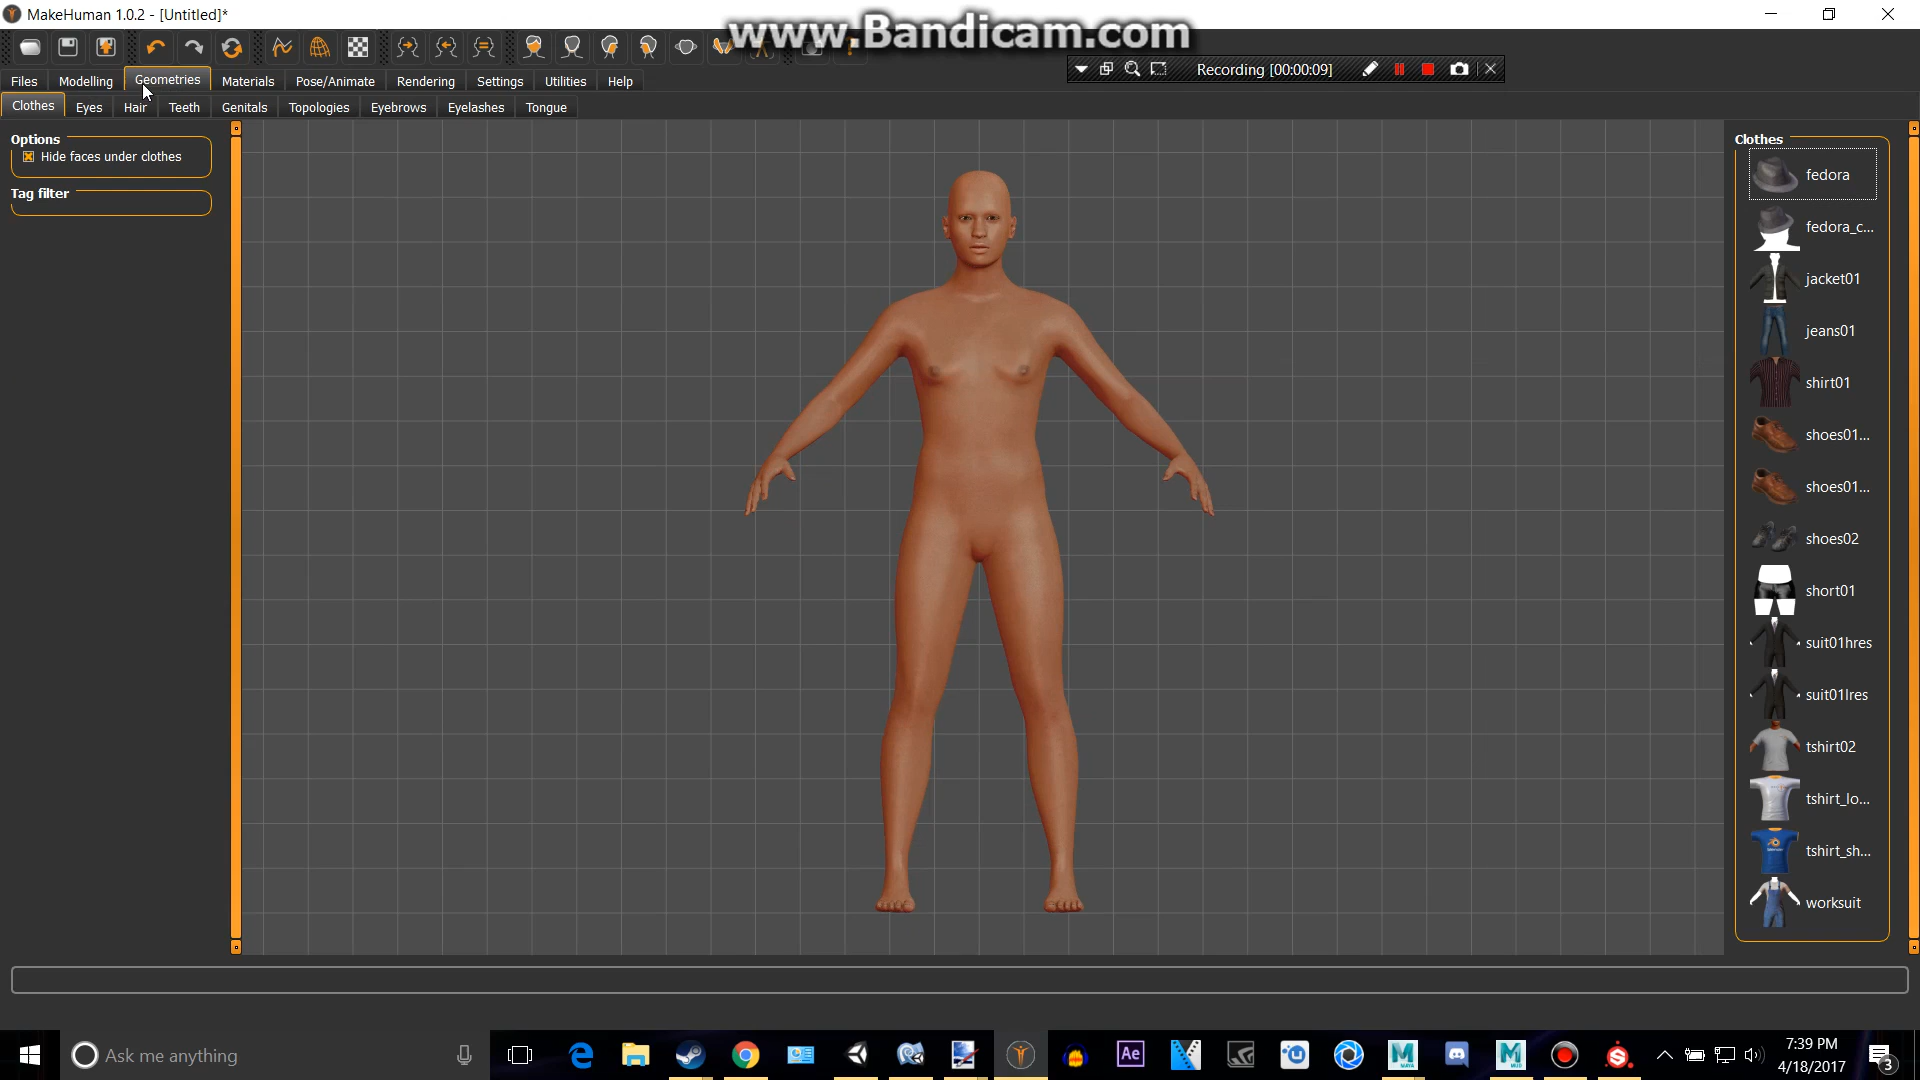 MakeHuman 1.0.2 - [Untitled]*
www.Bandicam.com
Recording [00:00:09]
Files Modelling Geometries Materials Pose/Animate Rendering Settings Utilities Help
Clothes Eyes Hair Teeth Genitals Topologies Eyebrows Eyelashes Tongue
Options
Hide faces under clothes
Tag filter
Clothes
fedora
fedora_c...
jacket01
jeans01
shirt01
shoes01...
shoes01...
shoes02
short01
suit01hres
suit01lres
tshirt02
tshirt_lo...
tshirt_sh...
worksuit
Ask me anything
Ae
7:39 PM
4/18/2017
3